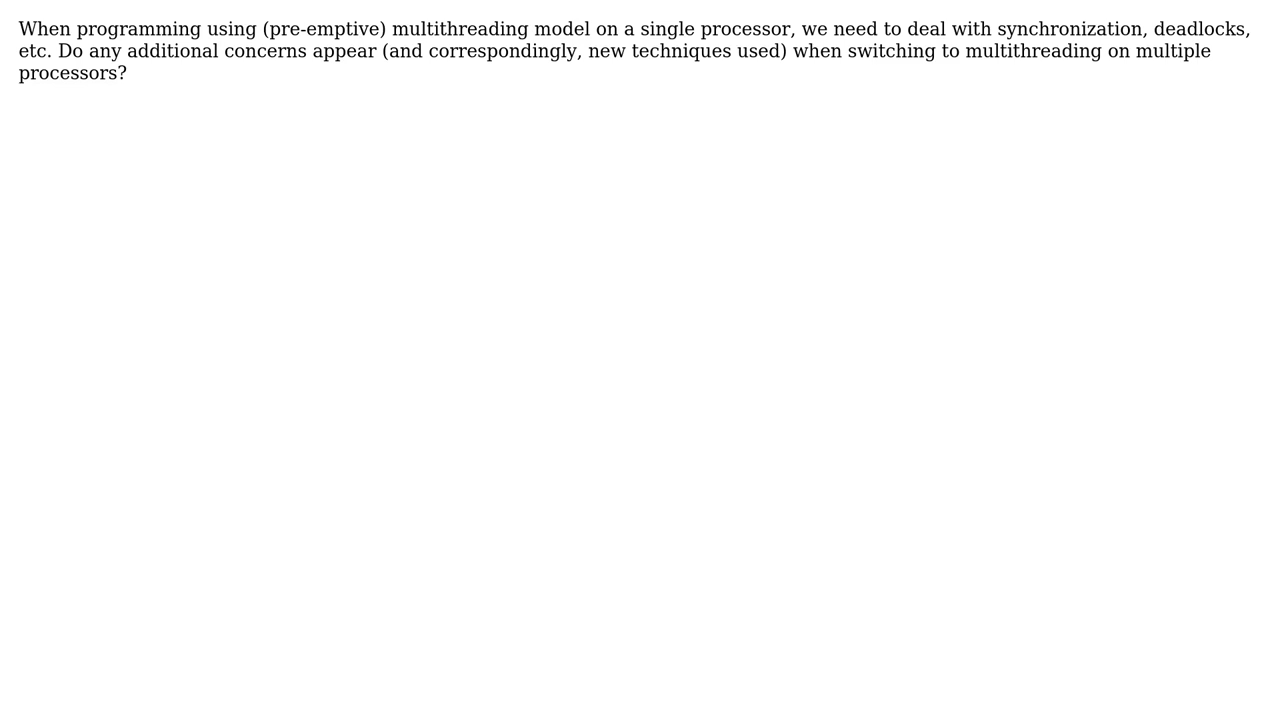 When programming using (pre-emptive) multithreading model on a single processor, we need to deal with synchronization, deadlocks,
etc. Do any additional concerns appear (and correspondingly, new techniques used) when switching to multithreading on multiple
processors?